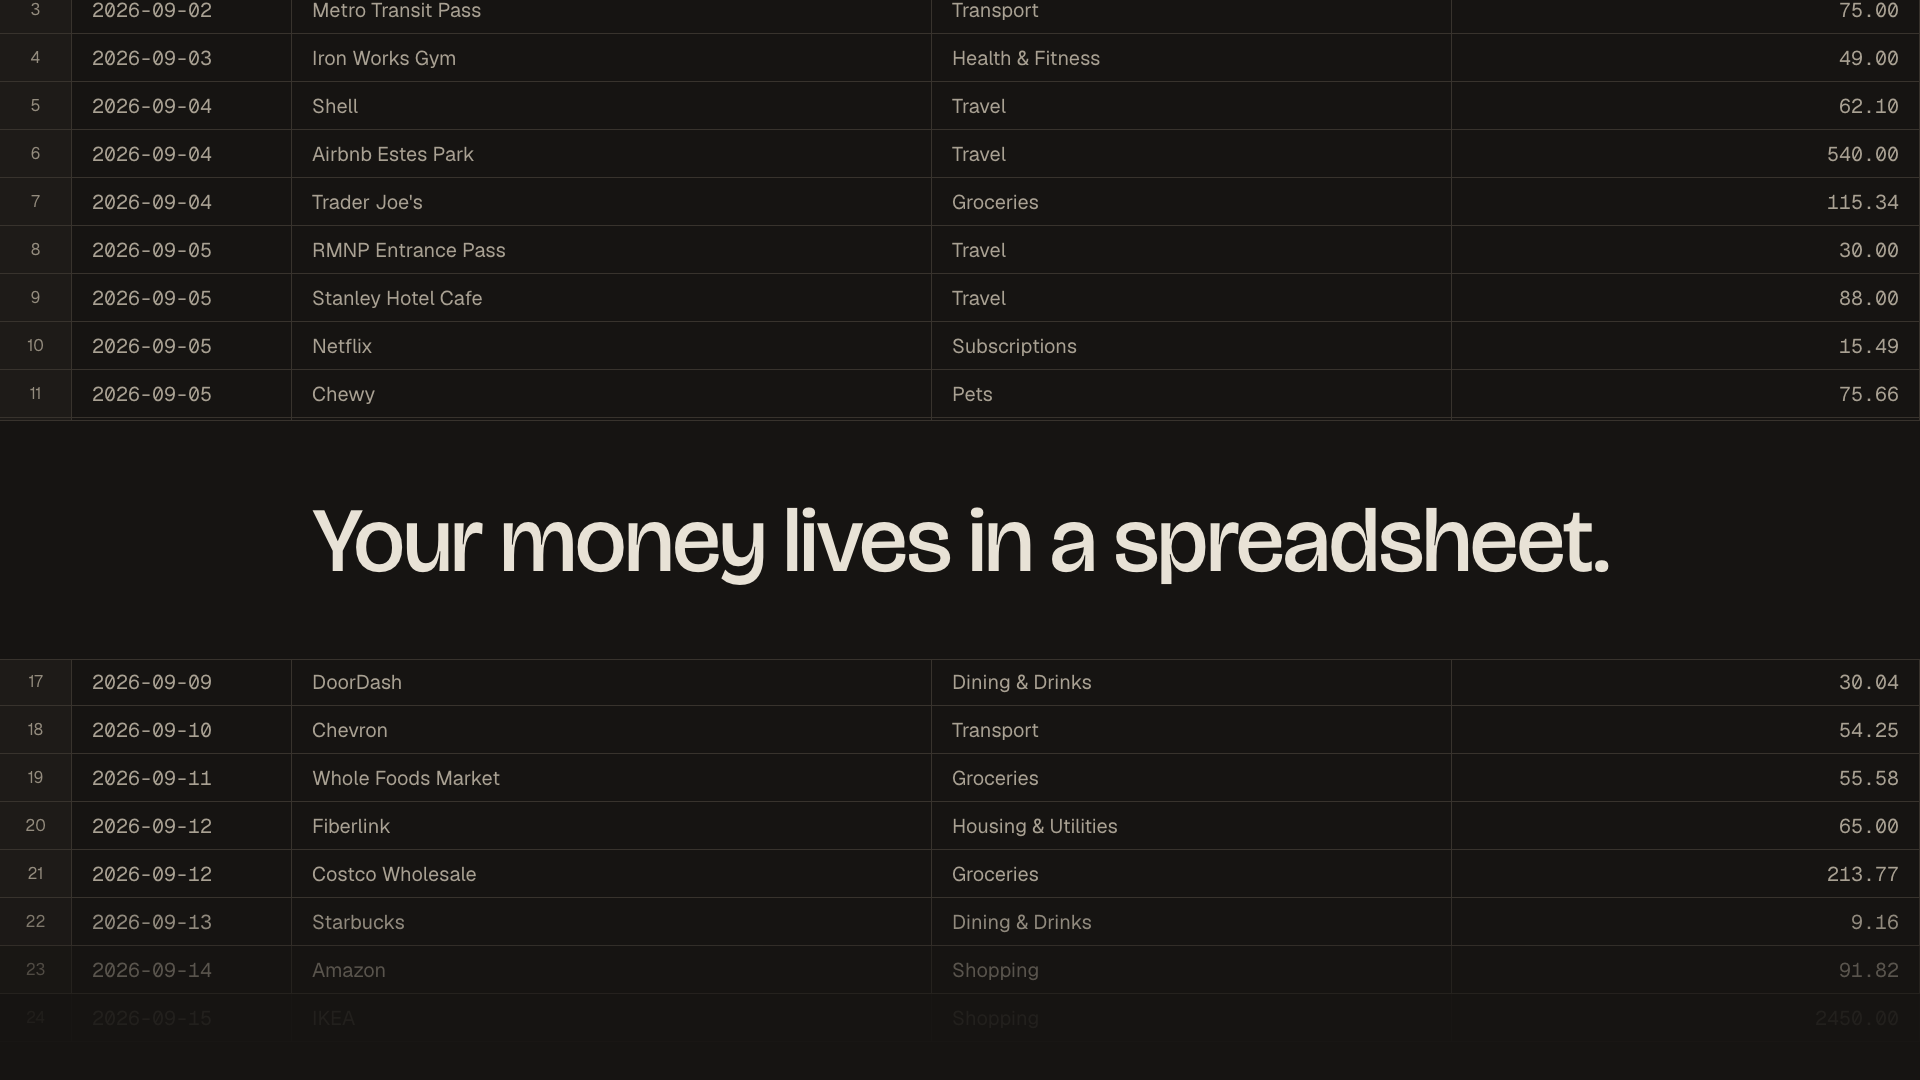 3 2026-09-02 Metro Transit Pass Transport 75.00
4 2026-09-03 Iron Works Gym Health & Fitness 49.00
5 2026-09-04 Shell Travel 62.10
6 2026-09-04 Airbnb Estes Park Travel 540.00
7 2026-09-04 Trader Joe's Groceries 115.34
8 2026-09-05 RMNP Entrance Pass Travel 30.00
9 2026-09-05 Stanley Hotel Cafe Travel 88.00
10 2026-09-05 Netflix Subscriptions 15.49
11 2026-09-05 Chewy Pets 75.66
Your money lives in a spreadsheet.
17 2026-09-09 DoorDash Dining & Drinks 30.04
18 2026-09-10 Chevron Transport 54.25
19 2026-09-11 Whole Foods Market Groceries 55.58
20 2026-09-12 Fiberlink Housing & Utilities 65.00
21 2026-09-12 Costco Wholesale Groceries 213.77
22 2026-09-13 Starbucks Dining & Drinks 9.16
23 2026-09-14 Amazon Shopping 91.82
24 2026-09-15 IKEA Shopping 2450.00